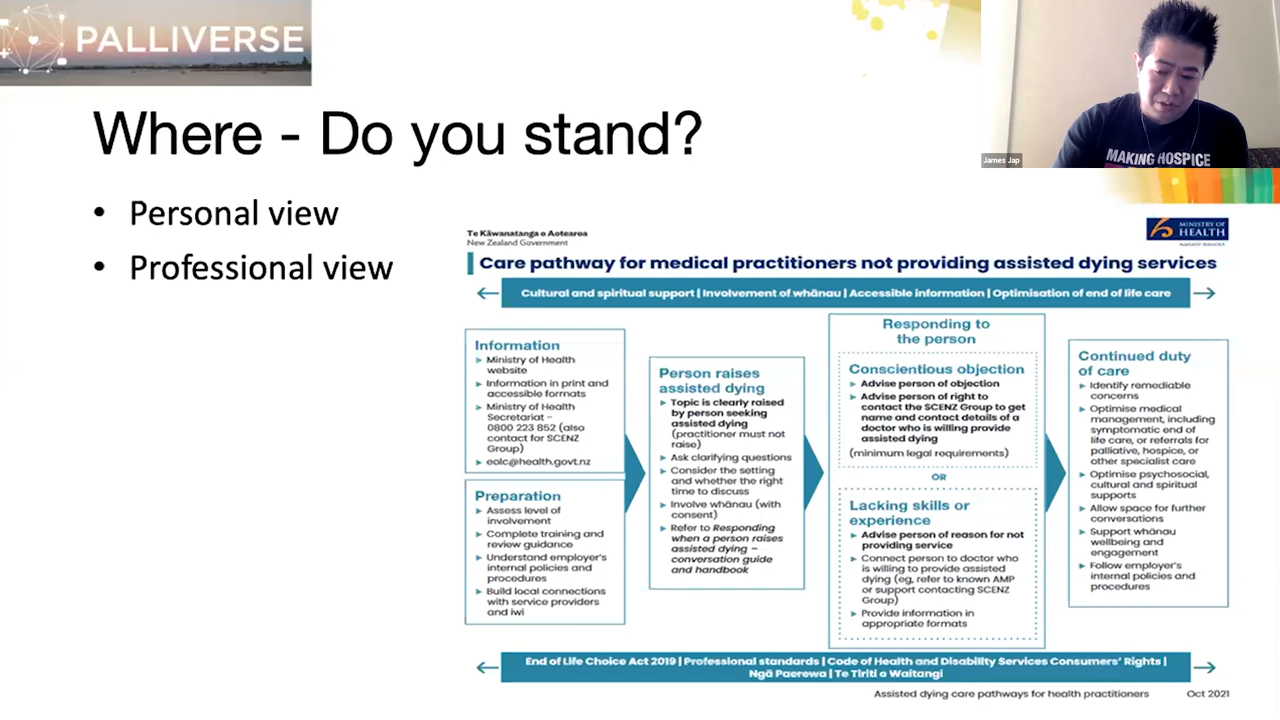 PALLIVERSE
Where - Do you stand?
• Personal view
• Professional view
James Jap
MAKING HOSPICE
Te Kāwanatanga o Aotearoa
New Zealand Government
MINISTRY OF
HEALTH
Care pathway for medical practitioners not providing assisted dying services
Cultural and spiritual support | Involvement of whānau | Accessible information | Optimisation of end of life care
Information
Ministry of Health
website
Information in print and
accessible formats
Ministry of Health
Secretariat –
0800 223 852 (also
contact for SCENZ
Group)
eolc@health.govt.nz
Preparation
Assess level of
involvement
Complete training and
review guidance
Understand employer's
internal policies and
procedures
Build local connections
with service providers
and iwi
Person raises
assisted dying
Topic is clearly raised
by person seeking
assisted dying
(practitioner must not
raise)
Ask clarifying questions
Consider the setting
and whether the right
time to discuss
Involve whānau (with
consent)
Refer to Responding
when a person raises
assisted dying –
conversation guide
and handbook
Responding to
the person
Conscientious objection
Advise person of objection
Advise person of right to
contact the SCENZ Group to get
name and contact details of a
doctor who is willing provide
assisted dying
(minimum legal requirements)
OR
Lacking skills or
experience
Advise person of reason for not
providing service
Connect person to doctor who
is willing to provide assisted
dying (eg, refer to known AMP
or support contacting SCENZ
Group)
Provide information in
appropriate formats
Continued duty
of care
Identify remediable
concerns
Optimise medical
management, including
symptomatic end of
life care, or referrals for
palliative, hospice, or
other specialist care
Optimise psychosocial,
cultural and spiritual
supports
Allow space for further
conversations
Support whānau
wellbeing and
engagement
Follow employer's
internal policies and
procedures
End of Life Choice Act 2019 | Professional standards | Code of Health and Disability Services Consumers' Rights |
Ngā Paerewa | Te Tiriti o Waitangi
Assisted dying care pathways for health practitioners Oct 2021